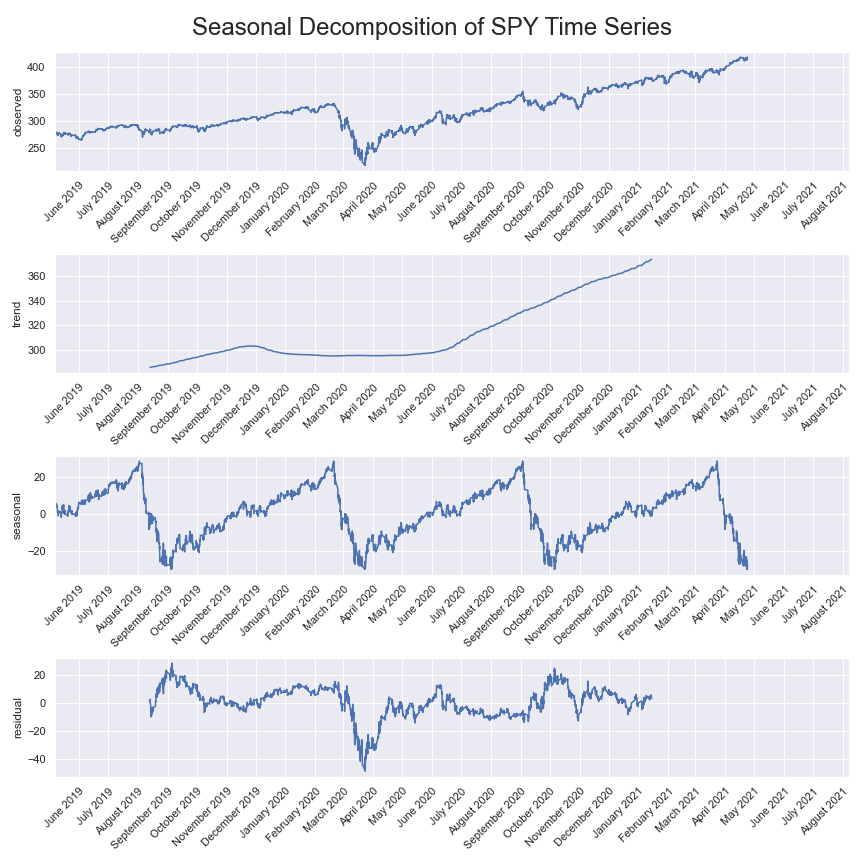 Seasonal Decomposition of SPY Time Series
observed
400
350
300
250
June 2019
July 2019
August 2019
September 2019
October 2019
November 2019
December 2019
January 2020
February 2020
March 2020
April 2020
May 2020
June 2020
July 2020
August 2020
September 2020
October 2020
November 2020
December 2020
January 2021
February 2021
March 2021
April 2021
May 2021
June 2021
July 2021
August 2021
trend
360
340
320
300
June 2019
July 2019
August 2019
September 2019
October 2019
November 2019
December 2019
January 2020
February 2020
March 2020
April 2020
May 2020
June 2020
July 2020
August 2020
September 2020
October 2020
November 2020
December 2020
January 2021
February 2021
March 2021
April 2021
May 2021
June 2021
July 2021
August 2021
seasonal
20
0
−20
June 2019
July 2019
August 2019
September 2019
October 2019
November 2019
December 2019
January 2020
February 2020
March 2020
April 2020
May 2020
June 2020
July 2020
August 2020
September 2020
October 2020
November 2020
December 2020
January 2021
February 2021
March 2021
April 2021
May 2021
June 2021
July 2021
August 2021
residual
20
0
−20
−40
June 2019
July 2019
August 2019
September 2019
October 2019
November 2019
December 2019
January 2020
February 2020
March 2020
April 2020
May 2020
June 2020
July 2020
August 2020
September 2020
October 2020
November 2020
December 2020
January 2021
February 2021
March 2021
April 2021
May 2021
June 2021
July 2021
August 2021